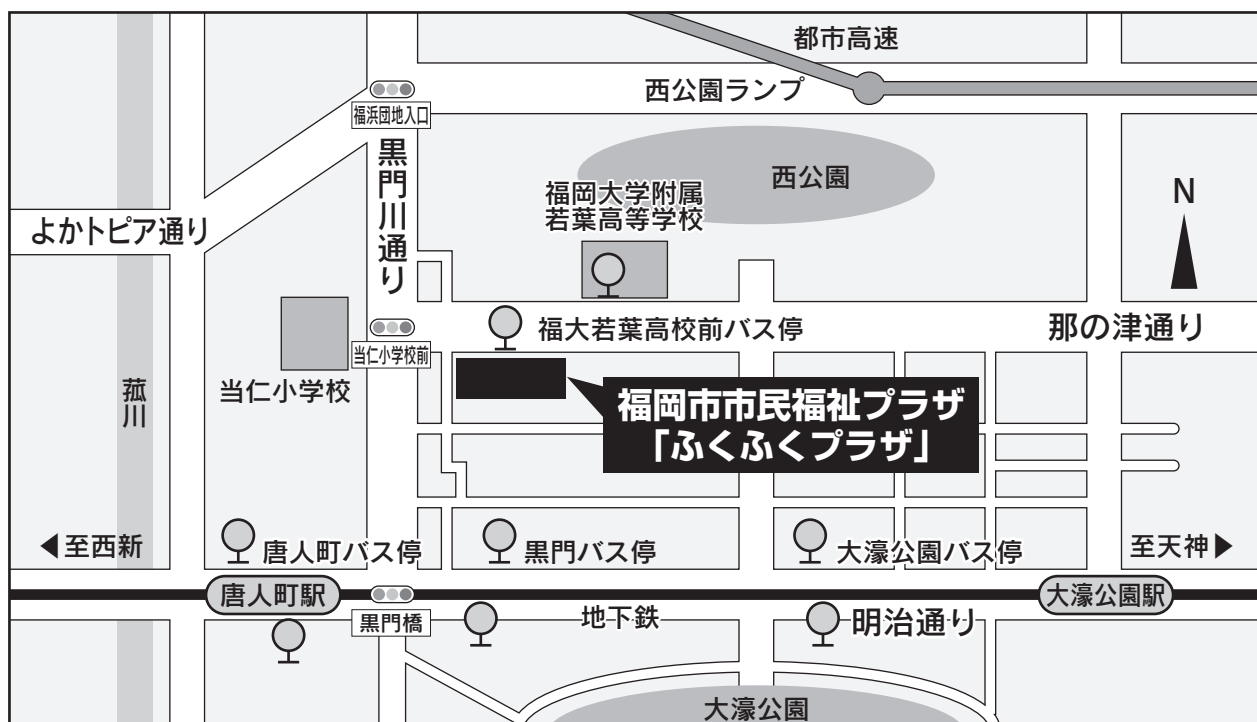 都市高速
西公園ランプ
福浜団地入口
黒門川通り
西公園
福岡大学附属
若葉高等学校
N
よかトピア通り
福大若葉高校前バス停
那の津通り
当仁小学校前
当仁小学校
菰川
福岡市市民福祉プラザ
「ふくふくプラザ」
◀至西新
唐人町バス停
黒門バス停
大濠公園バス停
至天神▶
唐人町駅
大濠公園駅
黒門橋
地下鉄
明治通り
大濠公園